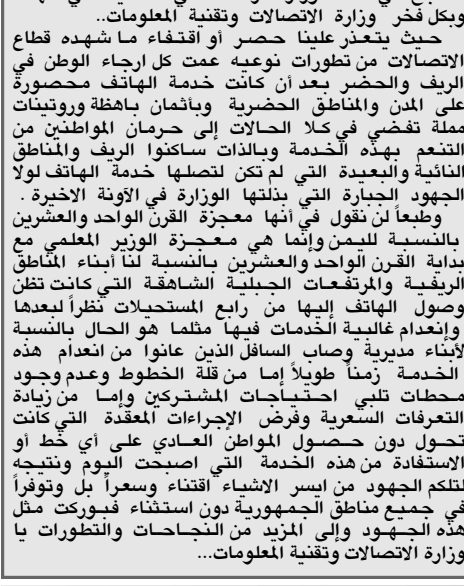 وبكل فخر وزارة الاتصالات وتقنية المعلومات..
حيث يتعذر علينا حصر أو أقتفاء ما شهده قطاع
الاتصالات من تطورات نوعيه عمت كل ارجاء الوطن في
الريف والحضر بعد أن كانت خدمة الهاتف محصورة
على المدن والمناطق الحضرية وبأثمان باهظة وروتينات
مملة تفضي في كلا الحالات إلى حرمان المواطنين من
التنعم بهذه الخدمة وبالذات ساكنوا الريف والمناطق
النائية والبعيدة التي لم تكن لتصلها خدمة الهاتف لولا
الجهود الجبارة التي بذلتها الوزارة في الآونة الاخيرة .
وطبعاً لن نقول في أنها معجزة القرن الواحد والعشرين
بالنسبة لليمن وإنما هي معجزة الوزير المعلمي مع
بداية القرن الواحد والعشرين بالنسبة لنا أبناء المناطق
الريفية والمرتفعات الجبلية الشاهقة التي كانت تظن
وصول الهاتف إليها من رابع المستحيلات نظراً لبعدها
وإنعدام غالبية الخدمات فيها مثلما هو الحال بالنسبة
لأبناء مديرية وصاب السافل الذين عانوا من انعدام هذه
الخدمة زمناً طويلاً إما من قلة الخطوط وعدم وجود
محطات تلبي احتياجات المشتركين وإما من زيادة
التعرفات السعرية وفرض الإجراءات المعقدة التي كانت
تحول دون حصول المواطن العادي على أي خط أو
الاستفادة من هذه الخدمة التي اصبحت اليوم ونتيجه
لتلكم الجهود من ايسر الاشياء اقتناء وسعراً بل وتوفراً
في جميع مناطق الجمهورية دون استثناء فبوركت مثل
هذه الجهود وإلى المزيد من النجاحات والتطورات يا
وزارة الاتصالات وتقنية المعلومات...